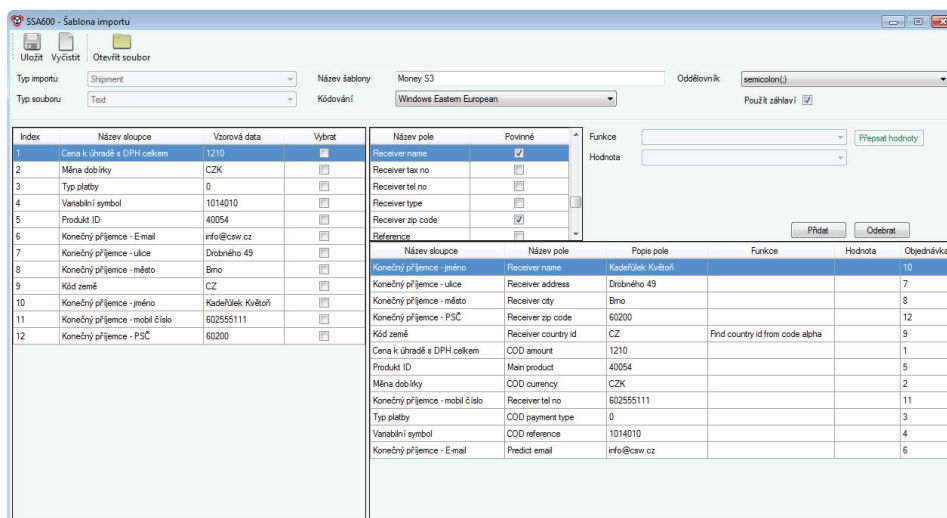 SSA600 - Šablona importu
Uložit Vyčistit Otevřít soubor
Typ importu Shipment Název šablony Money S3 Oddělovník semicolon(;)
Typ souboru Text Kódování Windows Eastern European Použít záhlaví
Index Název sloupce Vzorová data Vybrat
1 Cena k úhradě s DPH celkem 1210
2 Měna dobírky CZK
3 Typ platby 0
4 Variabilní symbol 1014010
5 Produkt ID 40054
6 Konečný příjemce - E-mail info@csw.cz
7 Konečný příjemce - ulice Drobného 49
8 Konečný příjemce - město Brno
9 Kód země CZ
10 Konečný příjemce - jméno Kadeřůlek Květoň
11 Konečný příjemce - mobil číslo 602555111
12 Konečný příjemce - PSČ 60200
Název pole Povinné
Receiver name
Receiver tax no
Receiver tel no
Receiver type
Receiver zip code
Reference
Funkce Přepsat hodnoty
Hodnota
Přidat Odebrat
Název sloupce Název pole Popis pole Funkce Hodnota Objednávka
Konečný příjemce - jméno Receiver name Kadeřůlek Květoň 10
Konečný příjemce - ulice Receiver address Drobného 49 7
Konečný příjemce - město Receiver city Brno 8
Konečný příjemce - PSČ Receiver zip code 60200 12
Kód země Receiver country id CZ Find country id from code alpha 9
Cena k úhradě s DPH celkem COD amount 1210 1
Produkt ID Main product 40054 5
Měna dobírky COD currency CZK 2
Konečný příjemce - mobil číslo Receiver tel no 602555111 11
Typ platby COD payment type 0 3
Variabilní symbol COD reference 1014010 4
Konečný příjemce - E-mail Predict email info@csw.cz 6